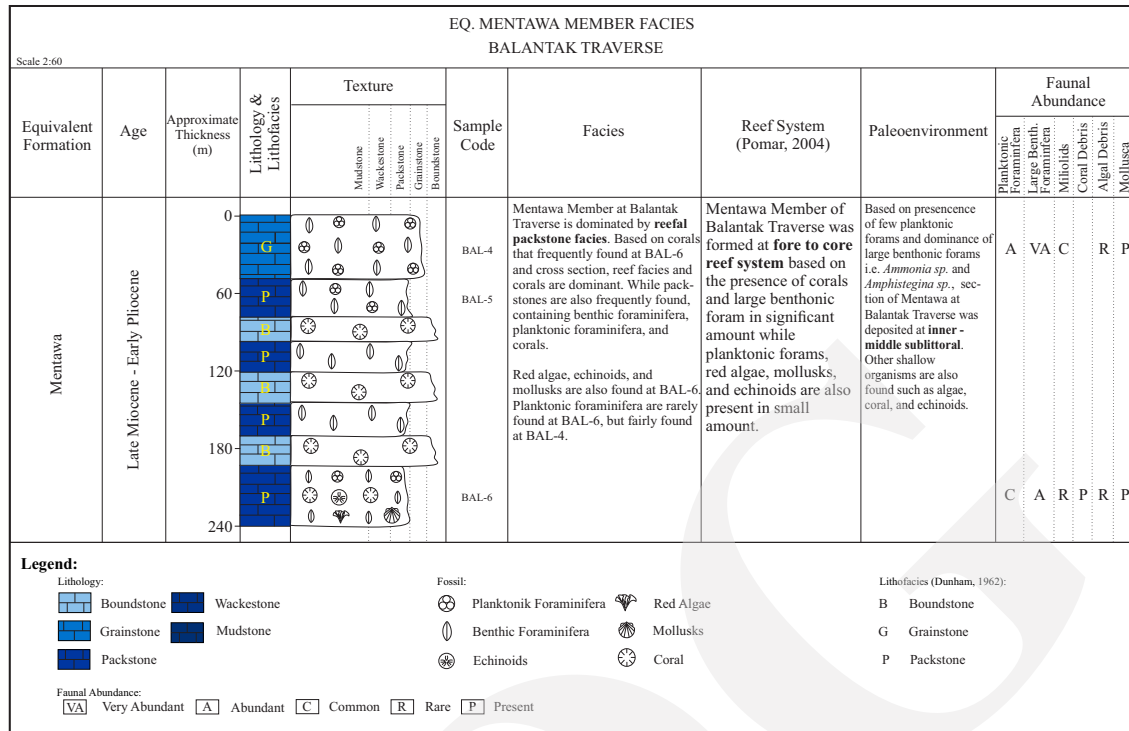 EQ. MENTAWA MEMBER FACIES
BALANTAK TRAVERSE
Scale 2:60
Equivalent
Formation
Age
Approximate
Thickness
(m)
Lithology &
Lithofacies
Texture
Mudstone
Wackestone
Packstone
Grainstone
Boundstone
Sample
Code
Facies
Reef System
(Pomar, 2004)
Paleoenvironment
Faunal
Abundance
Planktonic
Foraminfera
Large Benth.
Foraminifera
Miliolids
Coral Debris
Algal Debris
Mollusca
Mentawa
Late Miocene - Early Pliocene
0
60
120
180
240
G
P
B
P
B
P
B
P
BAL-4
BAL-5
BAL-6
Mentawa Member at Balantak
Traverse is dominated by reefal
packstone facies. Based on corals
that frequently found at BAL-6
and cross section, reef facies and
corals are dominant. While pack-
stones are also frequently found,
containing benthic foraminifera,
planktonic foraminifera, and
corals.
Red algae, echinoids, and
mollusks are also found at BAL-6.
Planktonic foraminifera are rarely
found at BAL-6, but fairly found
at BAL-4.
Mentawa Member of
Balantak Traverse was
formed at fore to core
reef system based on
the presence of corals
and large benthonic
foram in significant
amount while
planktonic forams,
red algae, mollusks,
and echinoids are also
present in small
amount.
Based on presencence
of few planktonic
forams and dominance of
large benthonic forams
i.e. Ammonia sp. and
Amphistegina sp., sec-
tion of Mentawa at
Balantak Traverse was
deposited at inner -
middle sublittoral.
Other shallow
organisms are also
found such as algae,
coral, and echinoids.
A VA C R P
C A R P R P
Legend:
Lithology:
Boundstone
Grainstone
Packstone
Wackestone
Mudstone
Fossil:
Planktonik Foraminifera
Benthic Foraminifera
Echinoids
Red Algae
Mollusks
Coral
Lithofacies (Dunham, 1962):
B Boundstone
G Grainstone
P Packstone
Faunal Abundance:
VA Very Abundant A Abundant C Common R Rare P Present